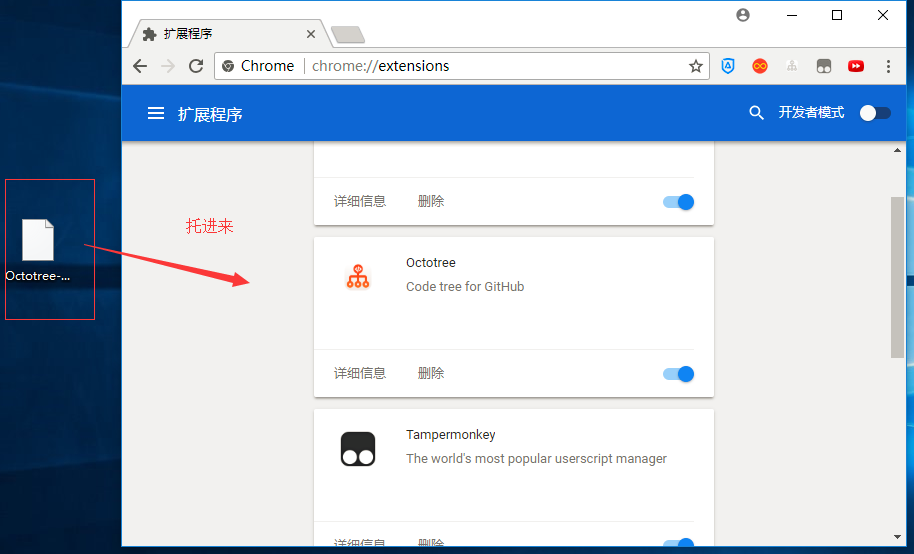 扩展程序
Chrome
chrome://extensions
扩展程序
开发者模式
详细信息 删除
Octotree-...
托进来
Octotree
Code tree for GitHub
详细信息 删除
Tampermonkey
The world's most popular userscript manager
详细信息 删除